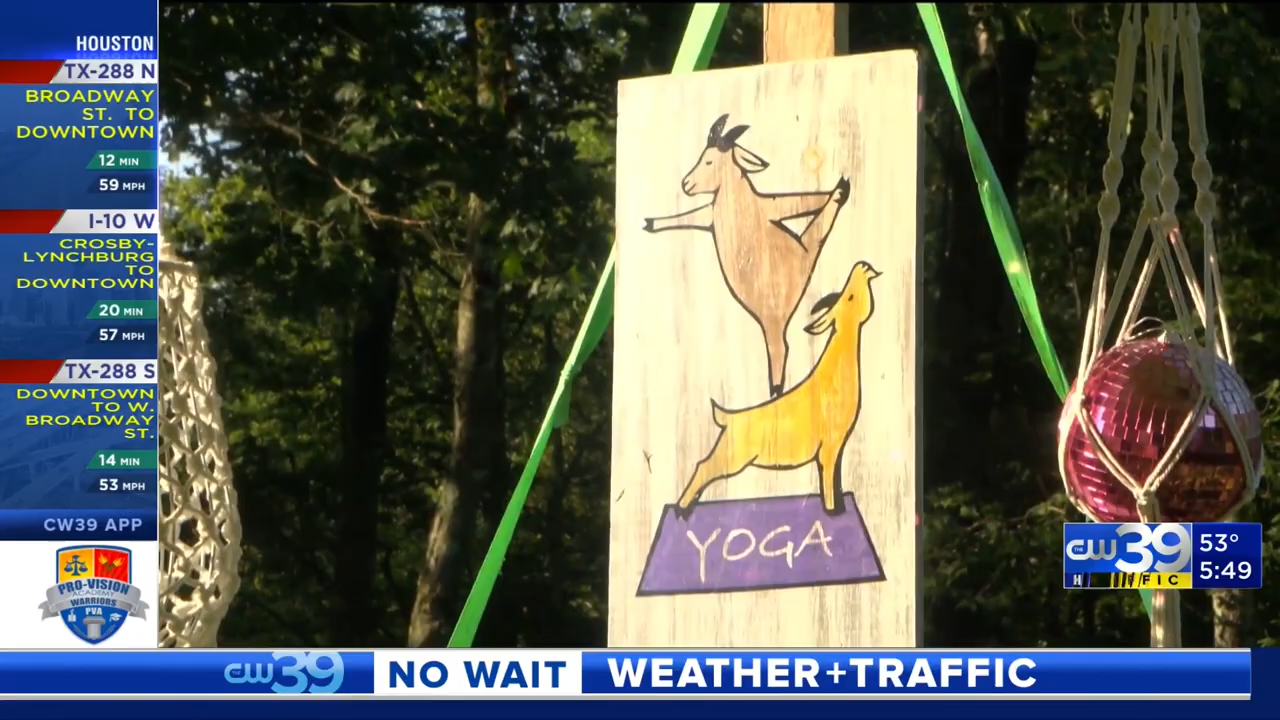 HOUSTON
TX-288 N
BROADWAY
ST. TO
DOWNTOWN
12 MIN
59 MPH
I-10 W
CROSBY-
LYNCHBURG
TO
DOWNTOWN
20 MIN
57 MPH
TX-288 S
DOWNTOWN
TO W.
BROADWAY
ST.
14 MIN
53 MPH
CW39 APP
PRO-VISION
ACADEMY
WARRIORS
PVA
YOGA
THE CW39
53°
5:49
CW39 NO WAIT WEATHER+TRAFFIC